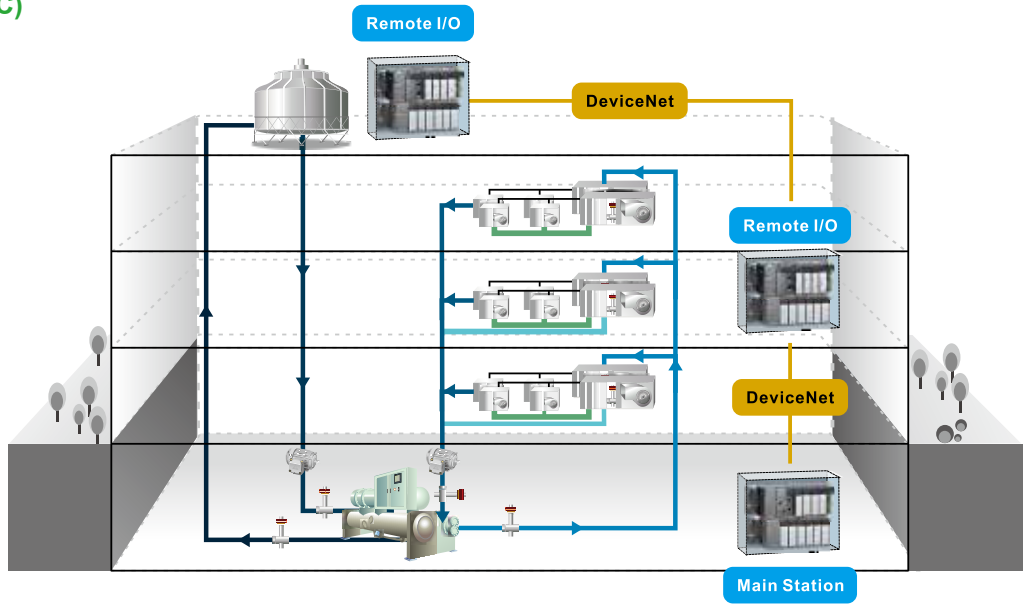 C)
Remote I/O
DeviceNet
Remote I/O
DeviceNet
Main Station